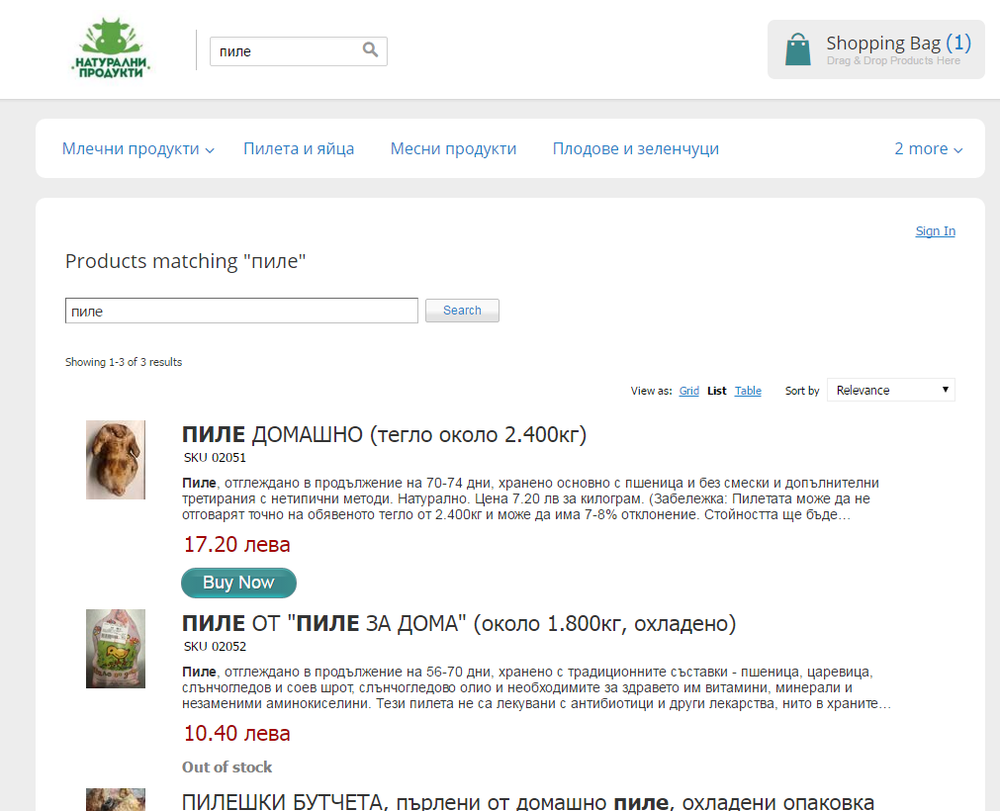 НАТУРАЛНИ
ПРОДУКТИ
пиле
Shopping Bag (1)
Drag & Drop Products Here
Млечни продукти Пилета и яйца Месни продукти Плодове и зеленчуци 2 more
Sign In
Products matching "пиле"
пиле Search
Showing 1-3 of 3 results
View as: Grid List Table Sort by Relevance
ПИЛЕ ДОМАШНО (тегло около 2.400кг)
SKU 02051
Пиле, отглеждано в продължение на 70-74 дни, хранено основно с пшеница и без смески и допълнителни
третирания с нетипични методи. Натурално. Цена 7.20 лв за килограм. (Забележка: Пилетата може да не
отговарят точно на обявеното тегло от 2.400кг и може да има 7-8% отклонение. Стойността ще бъде...
17.20 лева
Buy Now
ПИЛЕ ОТ "ПИЛЕ ЗА ДОМА" (около 1.800кг, охладено)
SKU 02052
Пиле, отглеждано в продължение на 56-70 дни, хранено с традиционните съставки - пшеница, царевица,
слънчогледов и соев шрот, слънчогледово олио и необходимите за здравето им витамини, минерали и
незаменими аминокиселини. Тези пилета не са лекувани с антибиотици и други лекарства, нито в храните...
10.40 лева
Out of stock
ПИЛЕШКИ БУТЧЕТА, пърлени от домашно пиле, охладени опаковка